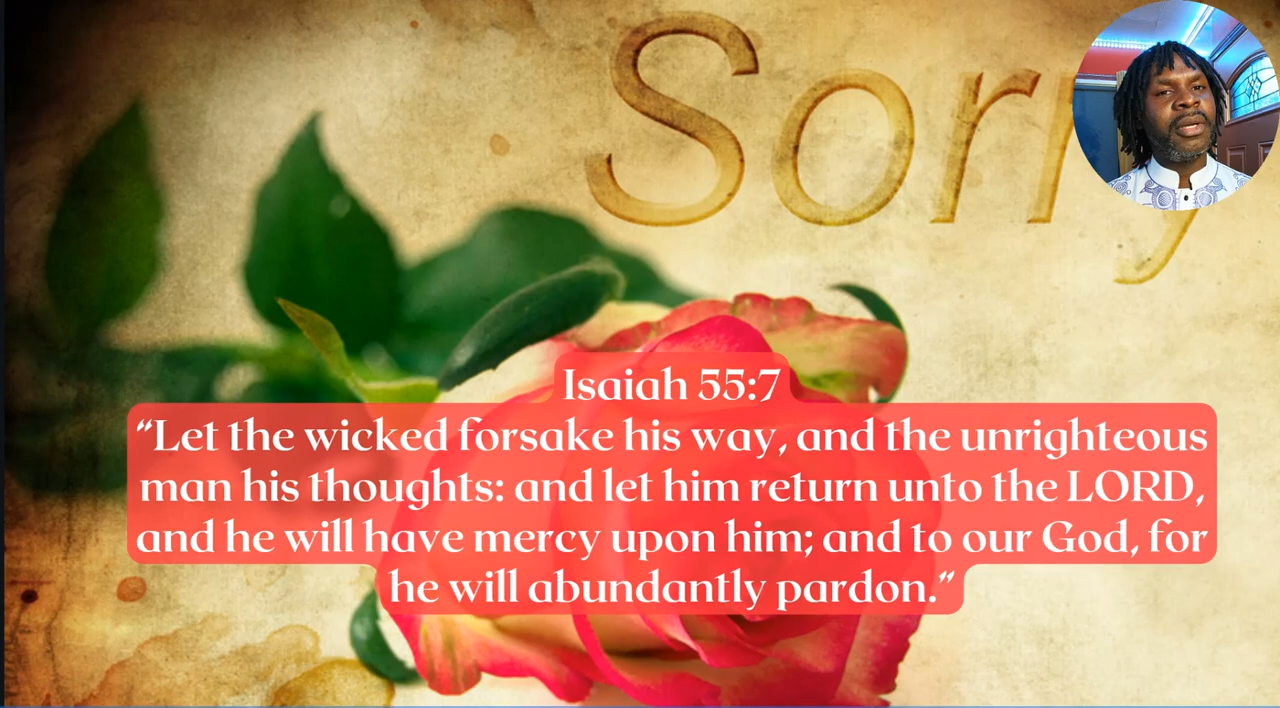 Sorry
Isaiah 55:7
“Let the wicked forsake his way, and the unrighteous
man his thoughts: and let him return unto the LORD,
and he will have mercy upon him; and to our God, for
he will abundantly pardon.”